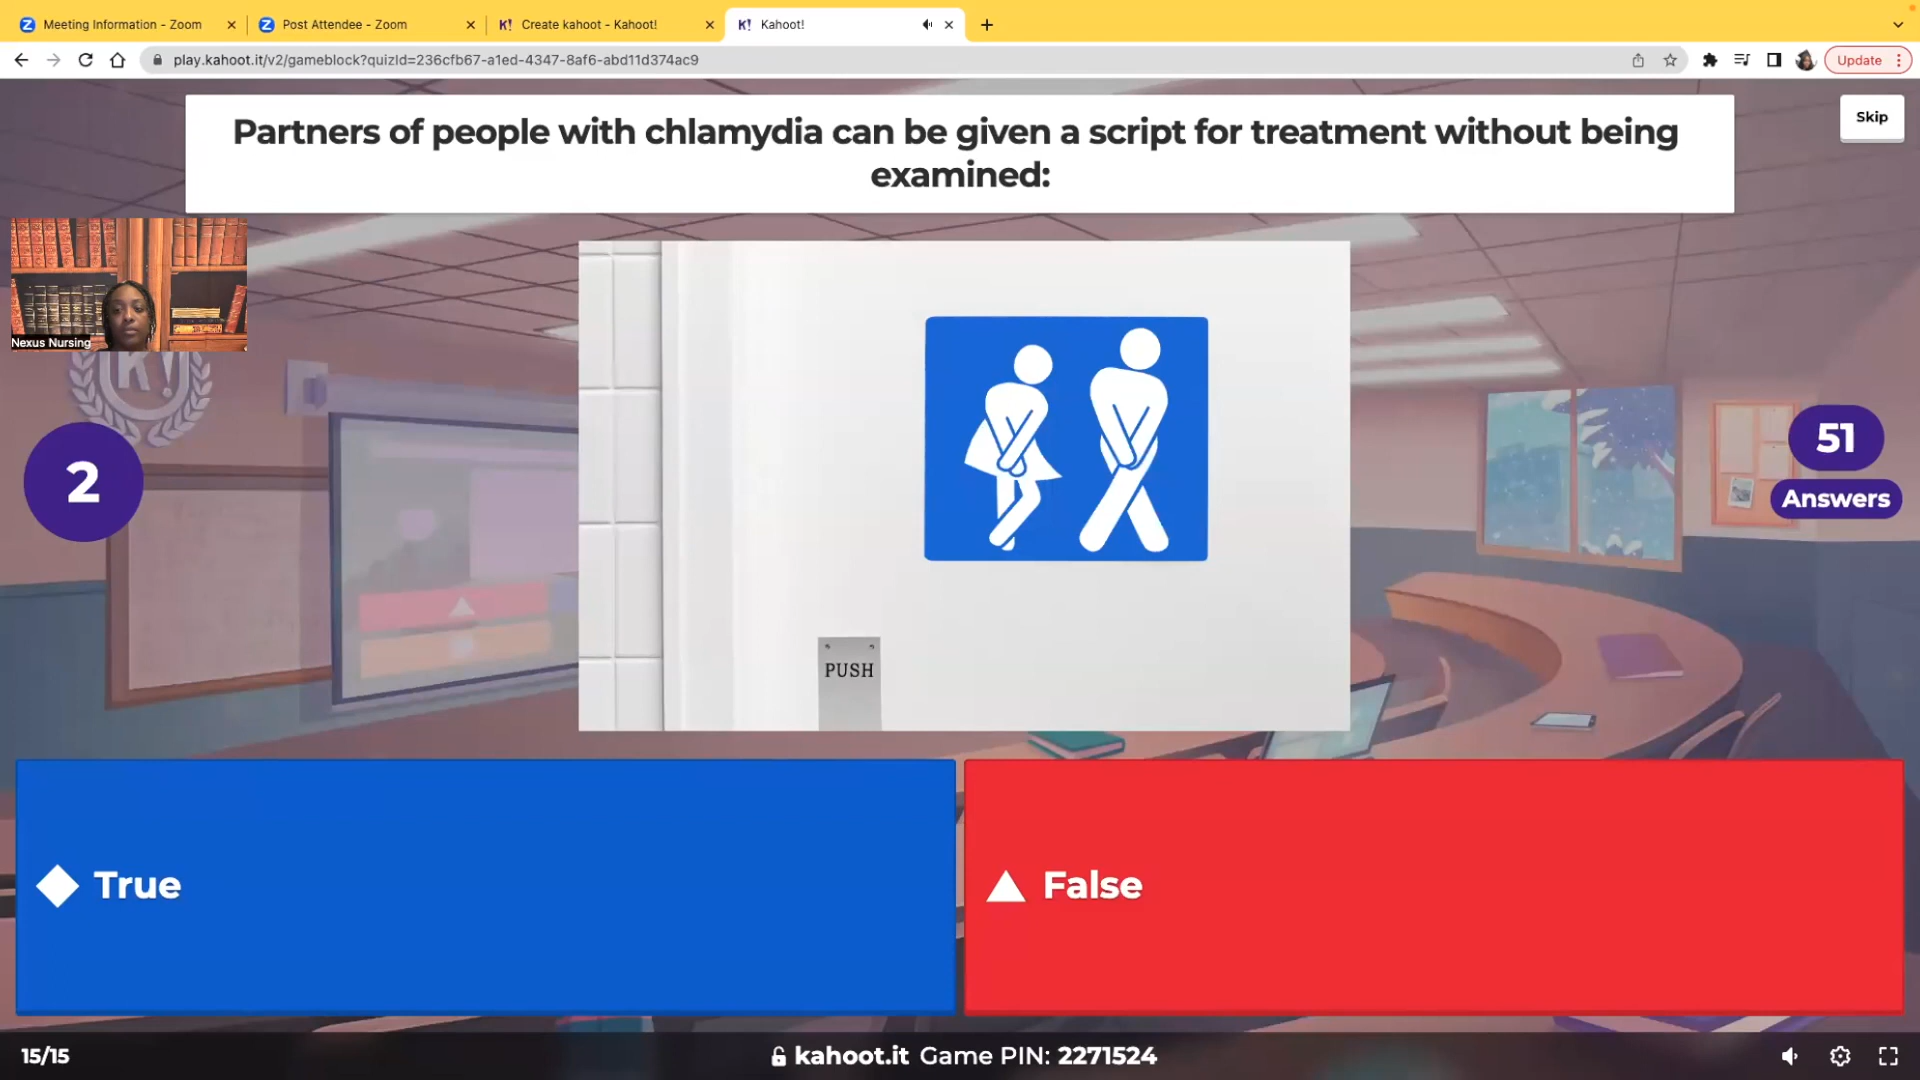 Meeting Information - Zoom
Post Attendee - Zoom
K! Create kahoot - Kahoot!
K! Kahoot!
play.kahoot.it/v2/gameblock?quizId=236cfb67-a1ed-4347-8af6-abd11d374ac9
Update
Partners of people with chlamydia can be given a script for treatment without being
examined:
Skip
Nexus Nursing
K!
2
51
Answers
PUSH
True
False
15/15
kahoot.it Game PIN: 2271524